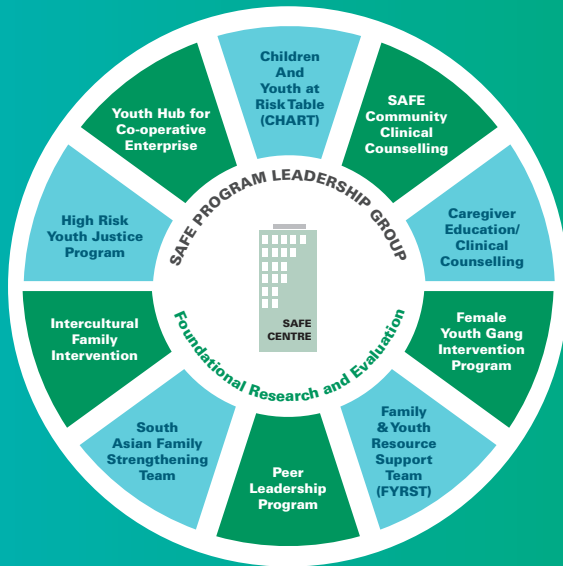 Children
And
Youth at
Risk Table
(CHART)
SAFE
Community
Clinical
Counselling
Caregiver
Education/
Clinical
Counselling
Female
Youth Gang
Intervention
Program
Family
& Youth
Resource
Support
Team
(FYRST)
Peer
Leadership
Program
South
Asian Family
Strengthening
Team
Intercultural
Family
Intervention
High Risk
Youth Justice
Program
Youth Hub for
Co-operative
Enterprise
SAFE PROGRAM LEADERSHIP GROUP
SAFE
CENTRE
Foundational Research and Evaluation